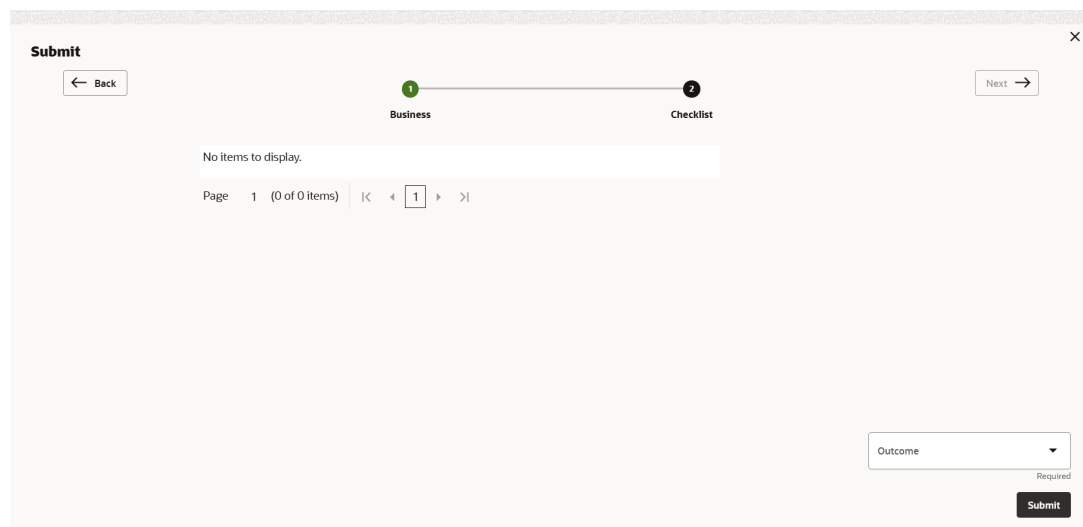 Submit
Back
Next
1
2
Business
Checklist
No items to display.
Page 1 (0 of 0 items) 1
Outcome
Required
Submit